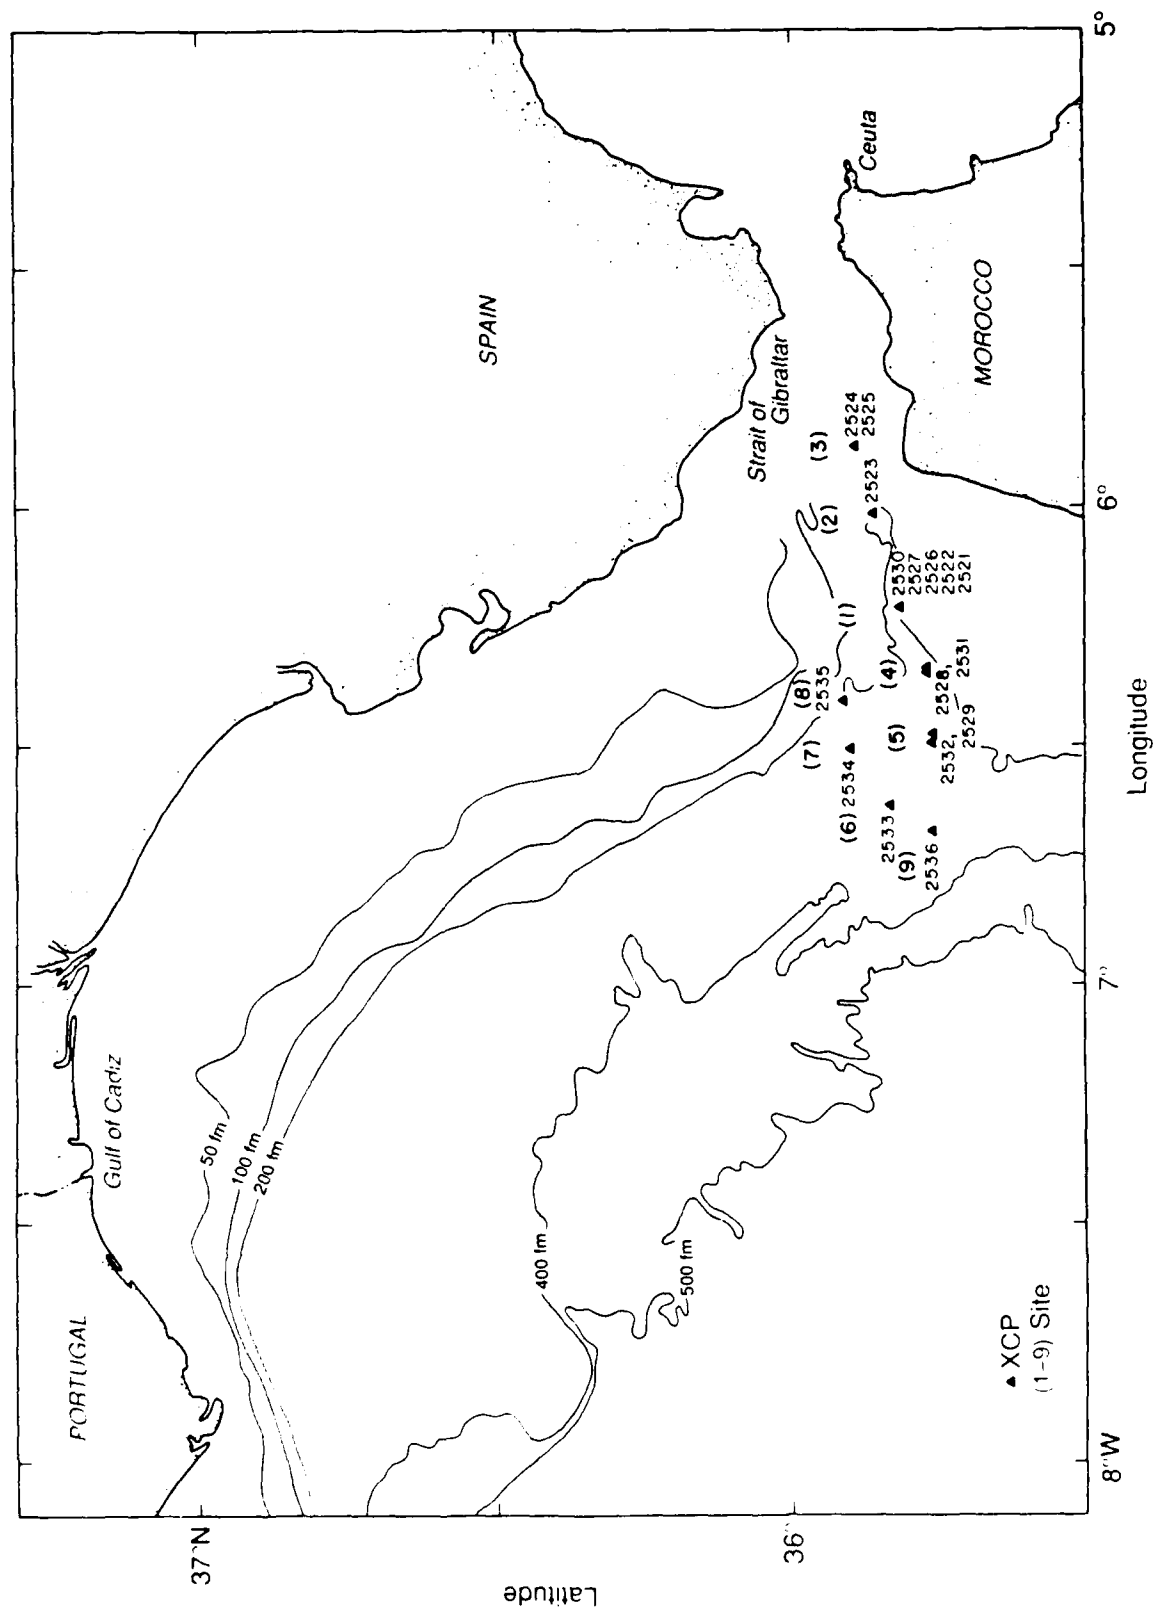 PORTUGAL
Gulf of Cadiz
SPAIN
50 fm
100 fm
200 fm
400 fm
500 fm
Strait of
Gibraltar
Ceuta
MOROCCO
(8)
2535
(7)
(6)
2534
2533
(9)
2536
(5)
(4)
(1)
(2)
(3)
2524
2525
2523
2530
2527
2526
2522
2521
2528,
2531
2532,
2529
▲ XCP
(1-9) Site
37°N
36°
Latitude
8°W
7°
6°
5°
Longitude